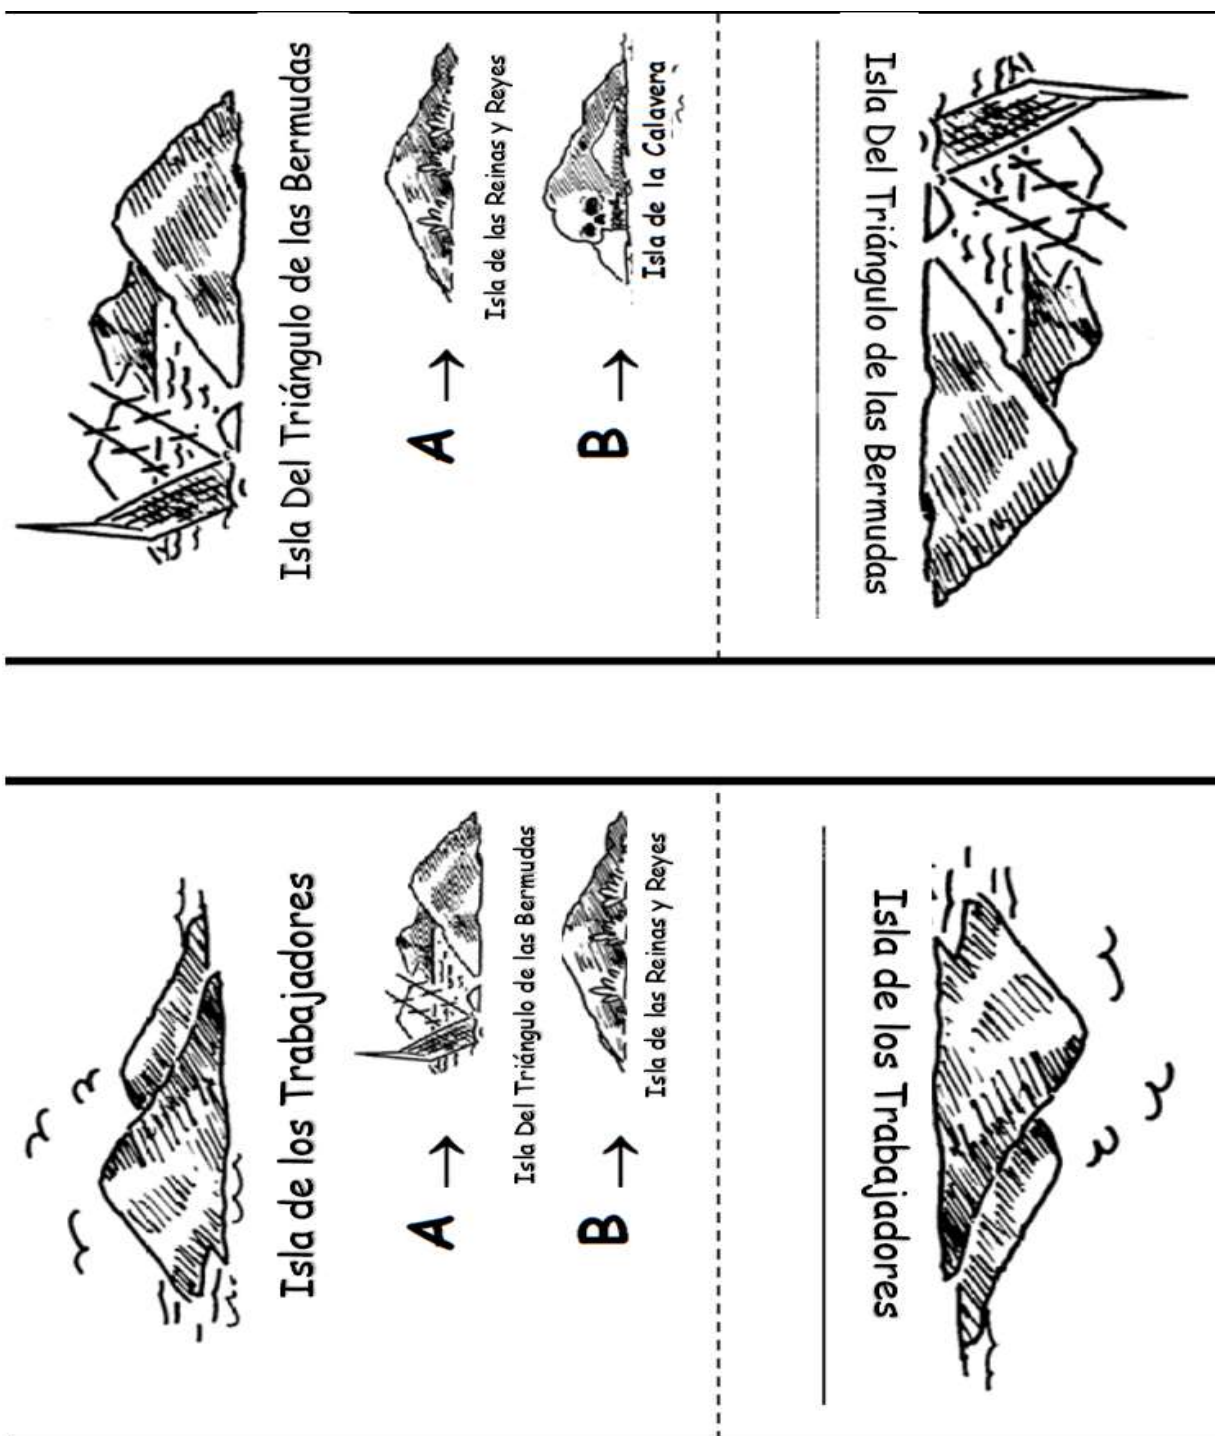 Isla Del Triángulo de las Bermudas
A → Isla de las Reinas y Reyes
B → Isla de la Calavera
Isla Del Triángulo de las Bermudas
Isla de los Trabajadores
A → Isla Del Triángulo de las Bermudas
B → Isla de las Reinas y Reyes
Isla de los Trabajadores